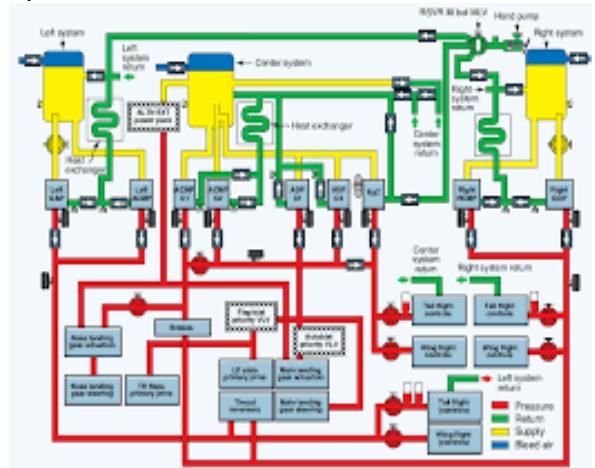 Left system
Left
system
return
Center system
RSVR fill
Hand pump
Right system
Right
system
return
Heat
exchanger
Heat exchanger
Center
system
return
Left
EDP
Left
ACMP
ACMP
C1
ACMP
C2
ADP
C1
RAT
Right
Right
EDP
Center
system
return
Right system return
Tail flight
controls
Tail flight
controls
Wing flight
controls
Wing flight
controls
Nose landing
gear actuation
Nose landing
gear steering
TE flaps
primary drive
Brakes
Flap/slat
priority VLV
Autoslat
priority VLV
LE slats
primary drive
Main landing
gear actuation
Thrust
reversers
Main landing
gear steering
Left system
return
Tail flight
controls
Wing flight
controls
Pressure
Return
Supply
Bleed air